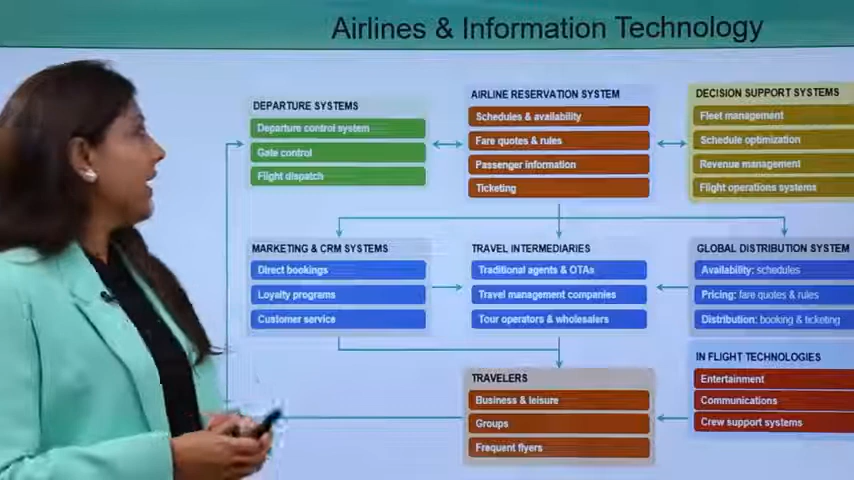 Airlines & Information Technology
DEPARTURE SYSTEMS
Departure control system
Gate control
Flight dispatch
AIRLINE RESERVATION SYSTEM
Schedules & availability
Fare quotes & rules
Passenger information
Ticketing
DECISION SUPPORT SYSTEMS
Fleet management
Schedule optimization
Revenue management
Flight operations systems
MARKETING & CRM SYSTEMS
Direct bookings
Loyalty programs
Customer service
TRAVEL INTERMEDIARIES
Traditional agents & OTAs
Travel management companies
Tour operators & wholesalers
GLOBAL DISTRIBUTION SYSTEM
Availability: schedules
Pricing: fare quotes & rules
Distribution: booking & ticketing
TRAVELERS
Business & leisure
Groups
Frequent flyers
IN FLIGHT TECHNOLOGIES
Entertainment
Communications
Crew support systems